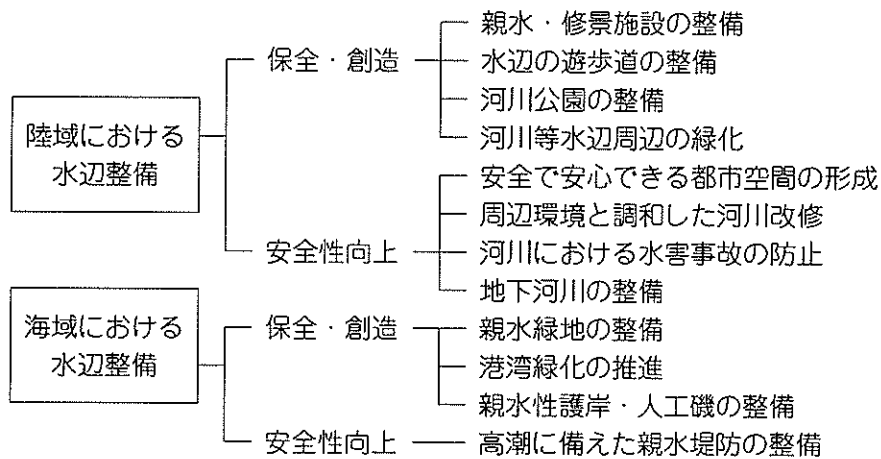 陸域における
水辺整備
保全・創造
親水・修景施設の整備
水辺の遊歩道の整備
河川公園の整備
河川等水辺周辺の緑化
安全性向上
安全で安心できる都市空間の形成
周辺環境と調和した河川改修
河川における水害事故の防止
地下河川の整備
海域における
水辺整備
保全・創造
親水緑地の整備
港湾緑化の推進
親水性護岸・人工磯の整備
安全性向上
高潮に備えた親水堤防の整備